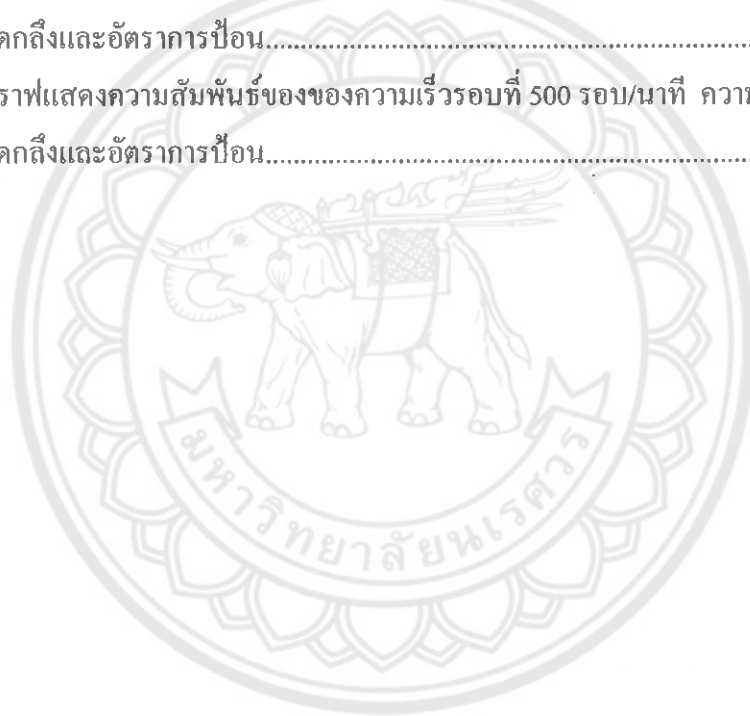 ดกลึงและอัตราการป้อน
ราฟแสดงความสัมพันธ์ของของความเร็วรอบที่ 500 รอบ/นาที ความ
ดกลึงและอัตราการป้อน
มหาวิทยาลัยนเรศวร